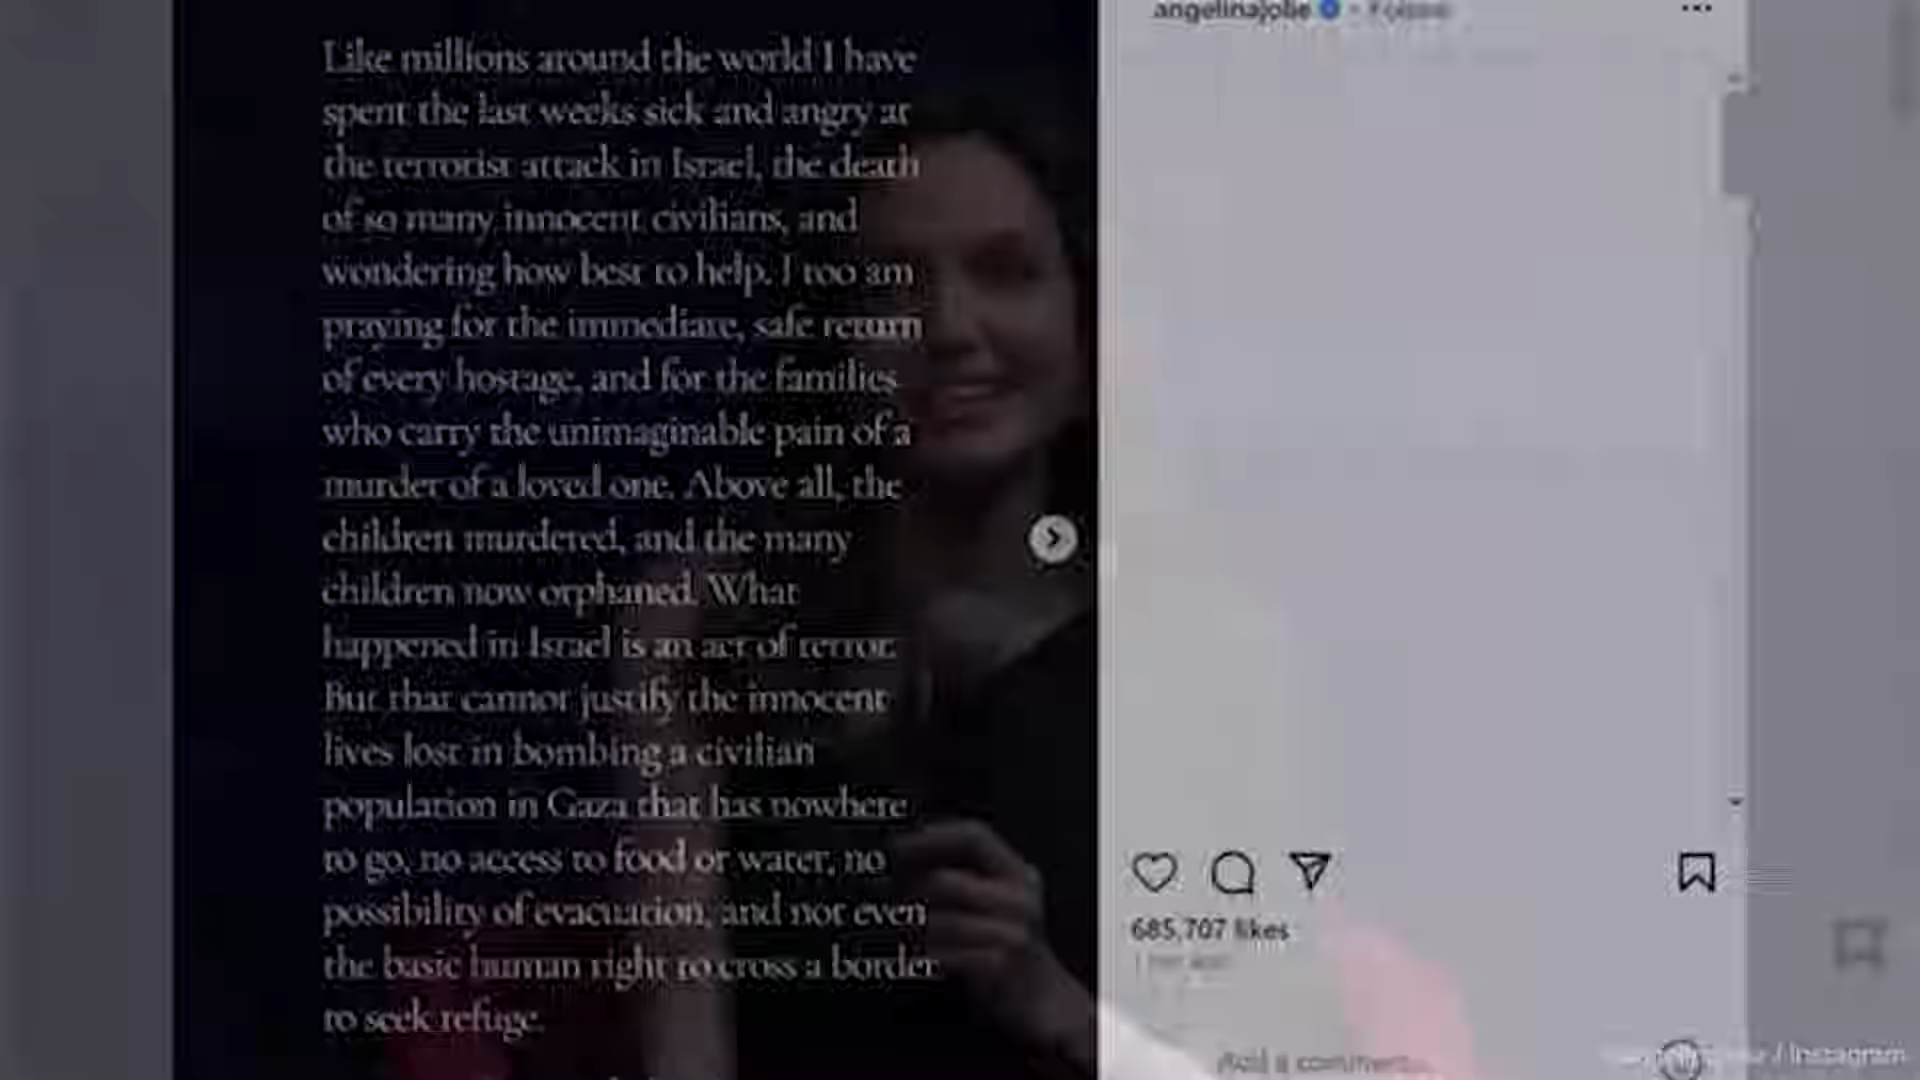 Like millions around the world I have
spent the last weeks sick and angry at
the terrorist attack in Israel, the death
of so many innocent civilians, and
wondering how best to help. I too am
praying for the immediate, safe return
of every hostage, and for the families
who carry the unimaginable pain of a
murder of a loved one. Above all, the
children murdered, and the many
children now orphaned. What
happened in Israel is an act of terror.
But that cannot justify the innocent
lives lost in bombing a civilian
population in Gaza that has nowhere
to go, no access to food or water, no
possibility of evacuation, and not even
the basic human right to cross a border
to seek refuge.
angelinajolie • Follow
685,707 likes
Add a comment...
/ Instagram